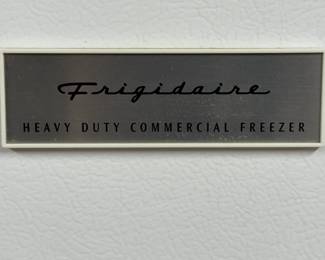 Frigidaire
HEAVY DUTY COMMERCIAL FREEZER